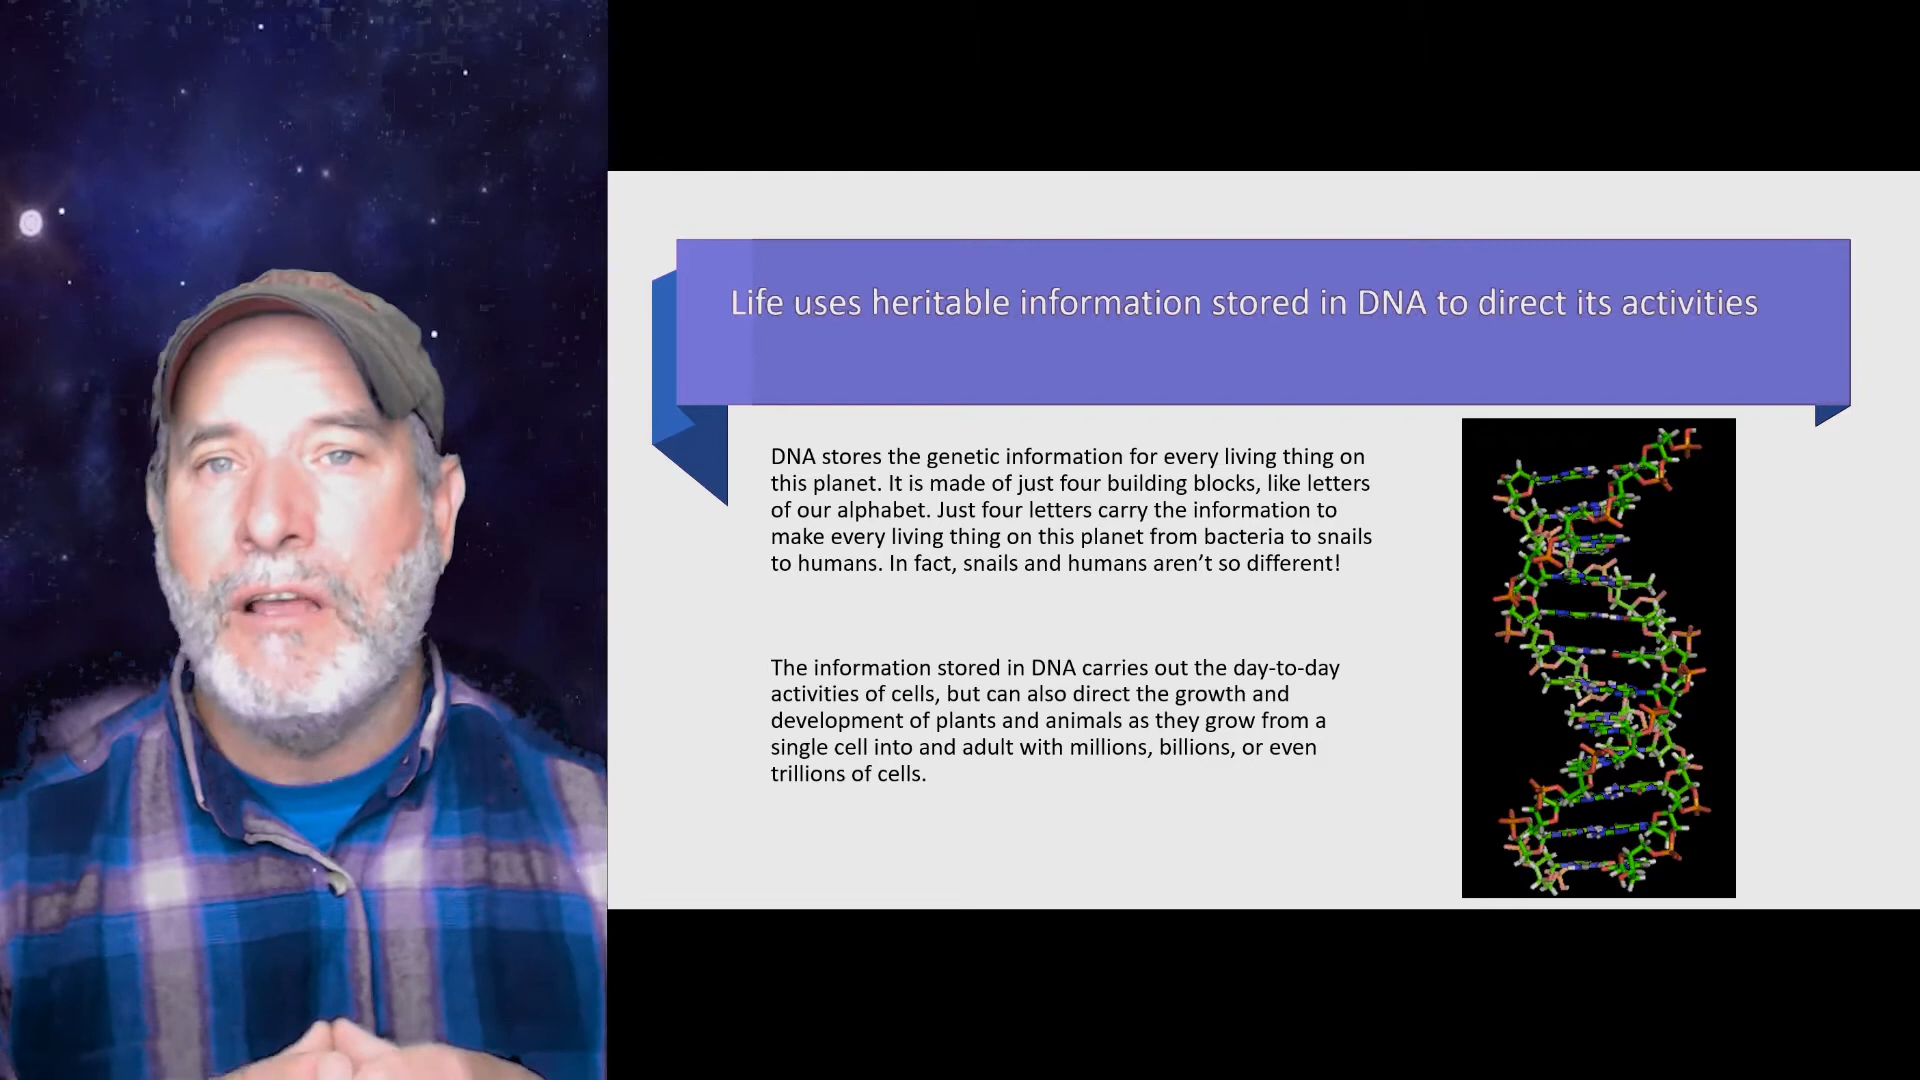 Life uses heritable information stored in DNA to direct its activities
DNA stores the genetic information for every living thing on
this planet. It is made of just four building blocks, like letters
of our alphabet. Just four letters carry the information to
make every living thing on this planet from bacteria to snails
to humans. In fact, snails and humans aren’t so different!
The information stored in DNA carries out the day-to-day
activities of cells, but can also direct the growth and
development of plants and animals as they grow from a
single cell into and adult with millions, billions, or even
trillions of cells.